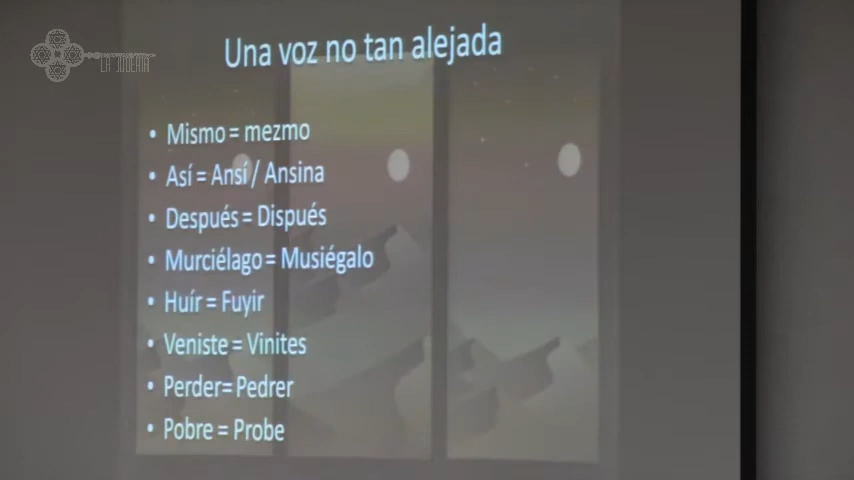 Una voz no tan alejada
• Mismo = mezmo
• Así = Ansí / Ansina
• Después = Dispués
• Murciélago = Musiégalo
• Huír = Fuyir
• Veniste = Vinites
• Perder= Pedrer
• Pobre = Probe